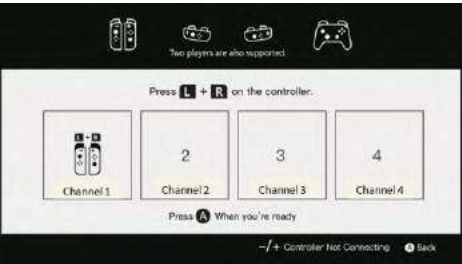 Two players are also supported.
Press L + R on the controller.
L + R
2
3
4
Channel 1
Channel 2
Channel 3
Channel 4
Press A When you're ready
-/+ Controller Not Connecting A Back